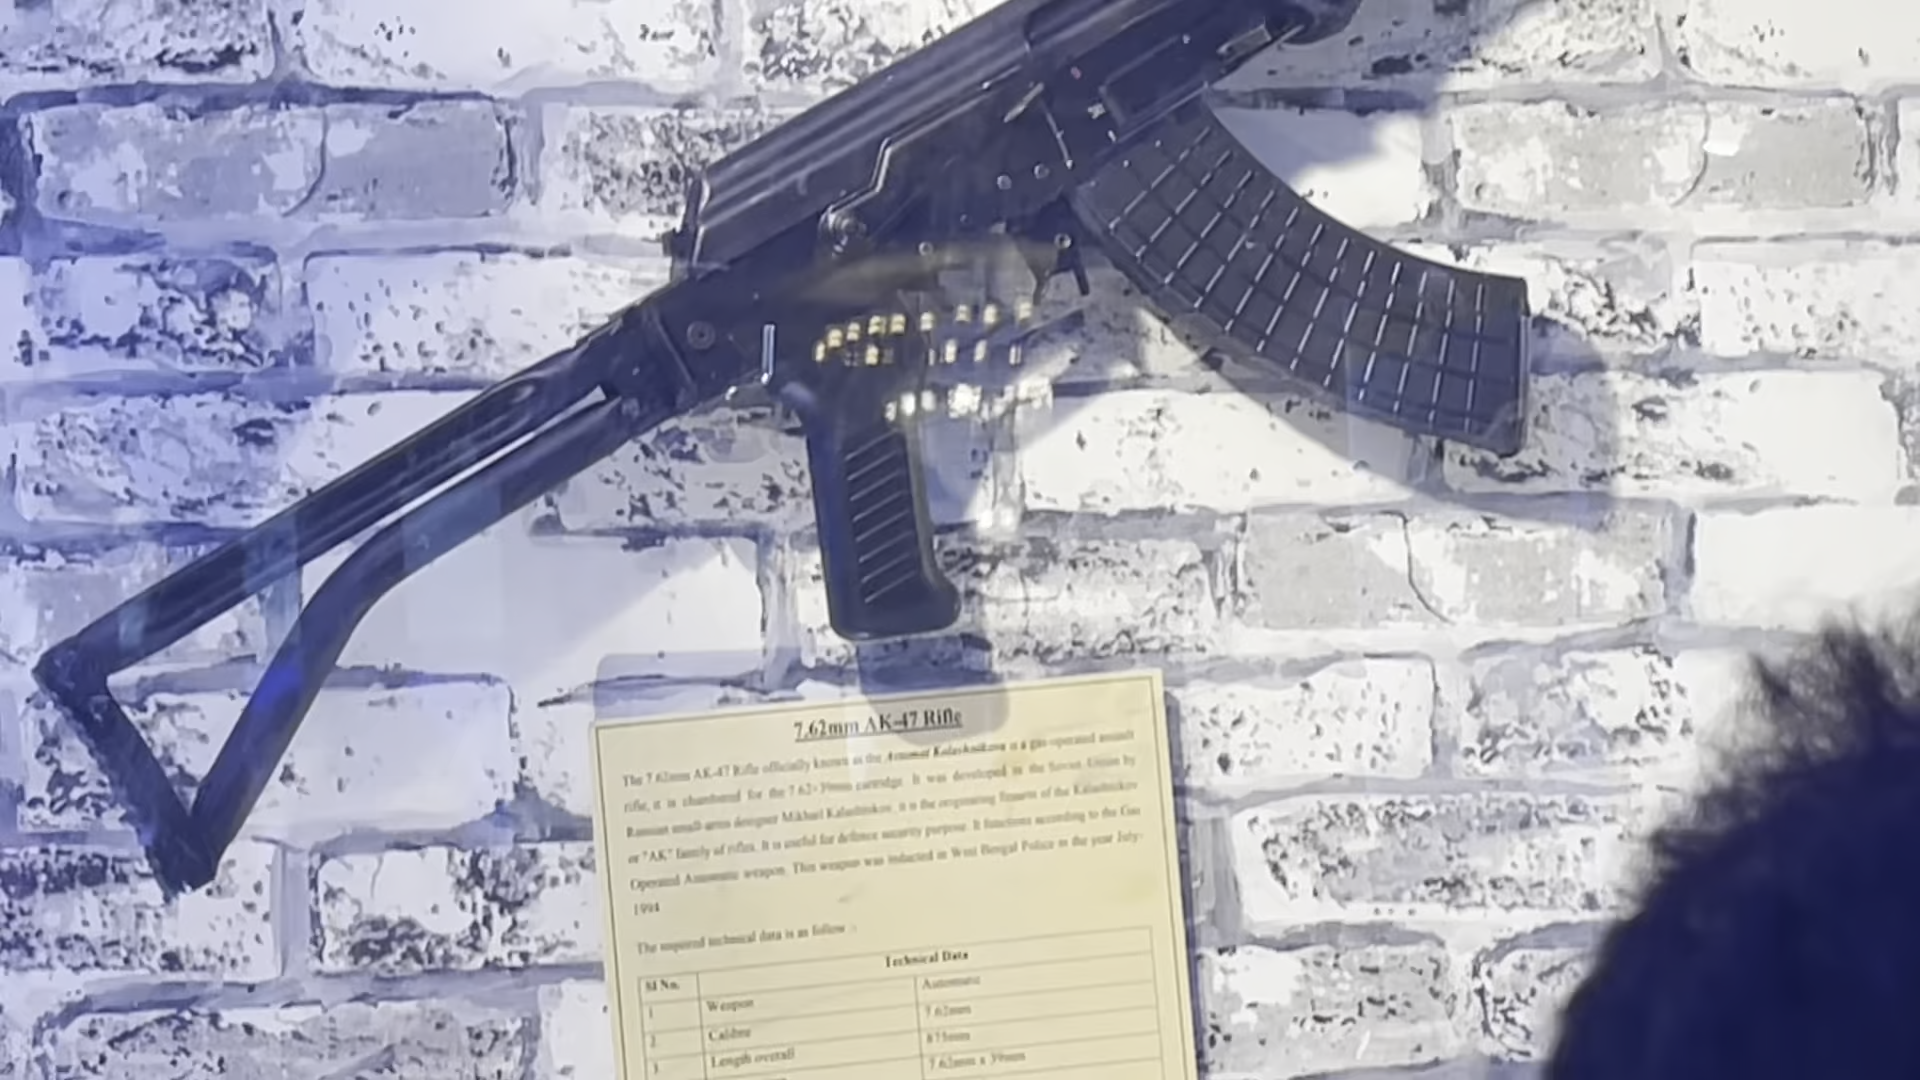 7.62mm AK-47 Rifle
The 7.62mm AK-47 Rifle officially known as the Avtomat Kalashnikova is a gas-operated assault
rifle, it is chambered for the 7.62×39mm cartridge. It was developed in the Soviet Union by
Russian small-arms designer Mikhail Kalashnikov. it is the originating firearm of the Kalashnikov
or "AK" family of rifles. It is useful for defence security purpose. It functions according to the Gas
Operated Automatic weapon. This weapon was inducted in West Bengal Police in the year July-
1994
The required technical data is as follow :-
Technical Data
Sl No.
1 Weapon Automatic
2 Calibre 7.62mm
3 Length overall 875mm
7.62mm x 39mm